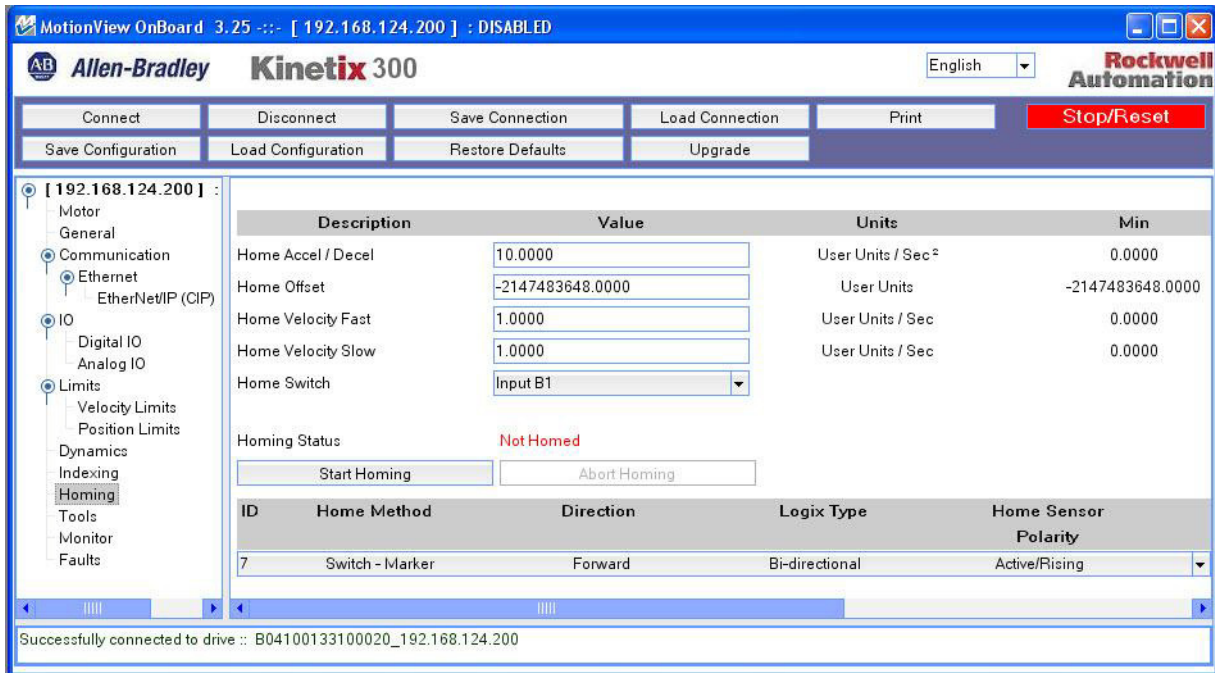 MotionView OnBoard 3.25 -::- [ 192.168.124.200 ] : DISABLED
AB Allen-Bradley Kinetix 300 English Rockwell Automation
Connect Disconnect Save Connection Load Connection Print Stop/Reset
Save Configuration Load Configuration Restore Defaults Upgrade
[ 192.168.124.200 ] :
Motor
General
Communication
Ethernet
EtherNet/IP (CIP)
IO
Digital IO
Analog IO
Limits
Velocity Limits
Position Limits
Dynamics
Indexing
Homing
Tools
Monitor
Faults
Description Value Units Min
Home Accel / Decel 10.0000 User Units / Sec² 0.0000
Home Offset -2147483648.0000 User Units -2147483648.0000
Home Velocity Fast 1.0000 User Units / Sec 0.0000
Home Velocity Slow 1.0000 User Units / Sec 0.0000
Home Switch Input B1
Homing Status Not Homed
Start Homing Abort Homing
ID Home Method Direction Logix Type Home Sensor
Polarity
7 Switch - Marker Forward Bi-directional Active/Rising
Successfully connected to drive :: B04100133100020_192.168.124.200